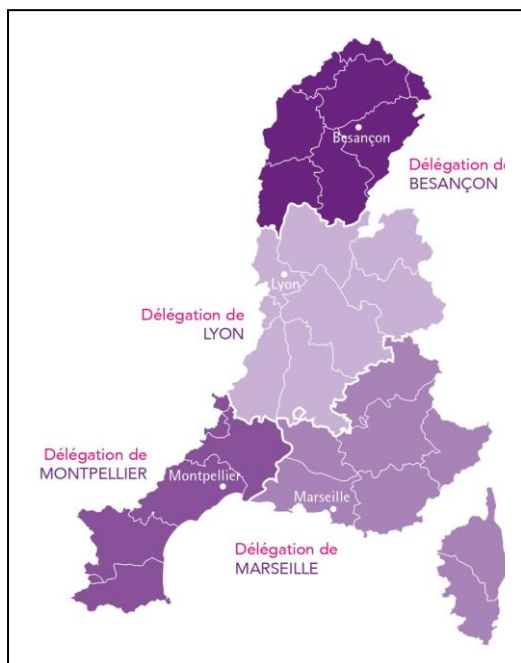 Besançon
Délégation de
BESANÇON
Lyon
Délégation de
LYON
Délégation de
MONTPELLIER
Montpellier
Marseille
Délégation de
MARSEILLE